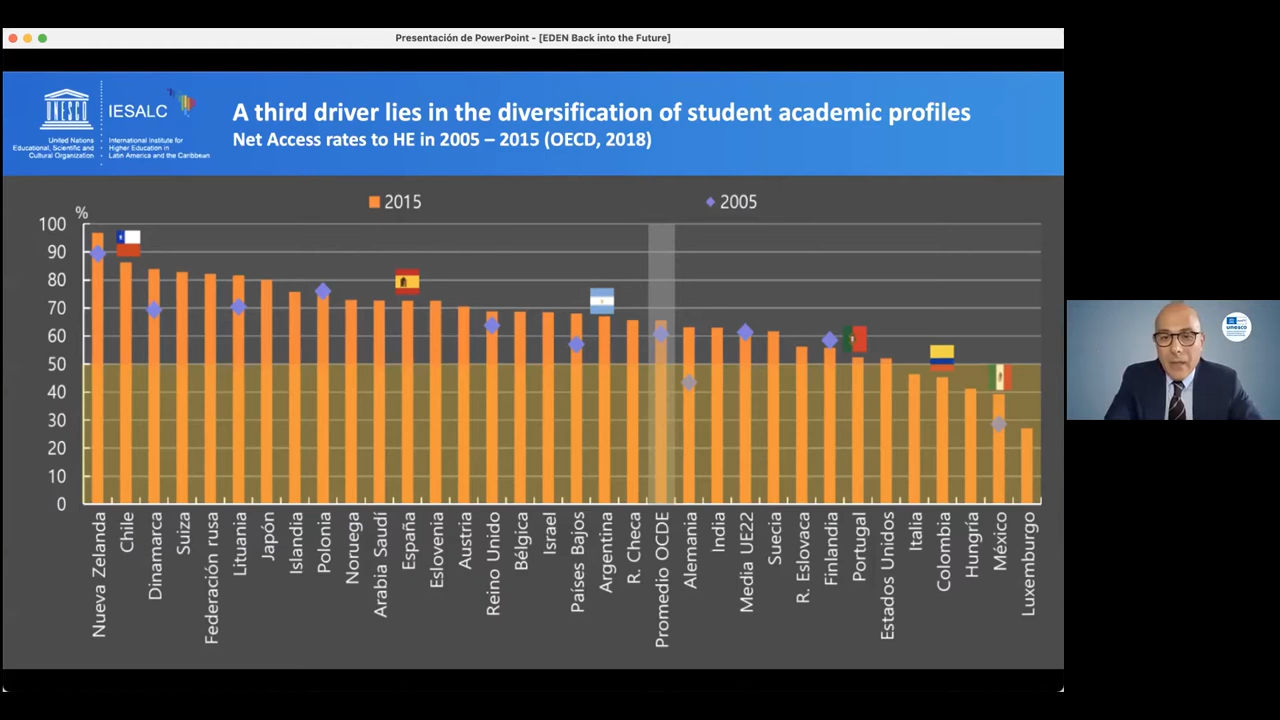 Presentación de PowerPoint - [EDEN Back into the Future]
UNESCO
IESALC
United Nations
Educational, Scientific and
Cultural Organization
International Institute for
Higher Education in
Latin America and the Caribbean
A third driver lies in the diversification of student academic profiles
Net Access rates to HE in 2005 – 2015 (OECD, 2018)
2015
2005
%
100
90
80
70
60
50
40
30
20
10
0
Nueva Zelanda
Chile
Dinamarca
Suiza
Federación rusa
Lituania
Japón
Islandia
Polonia
Noruega
Arabia Saudí
España
Eslovenia
Austria
Reino Unido
Bélgica
Israel
Países Bajos
Argentina
R. Checa
Promedio OCDE
Alemania
India
Media UE22
Suecia
R. Eslovaca
Finlandia
Portugal
Estados Unidos
Italia
Colombia
Hungría
México
Luxemburgo
unesco